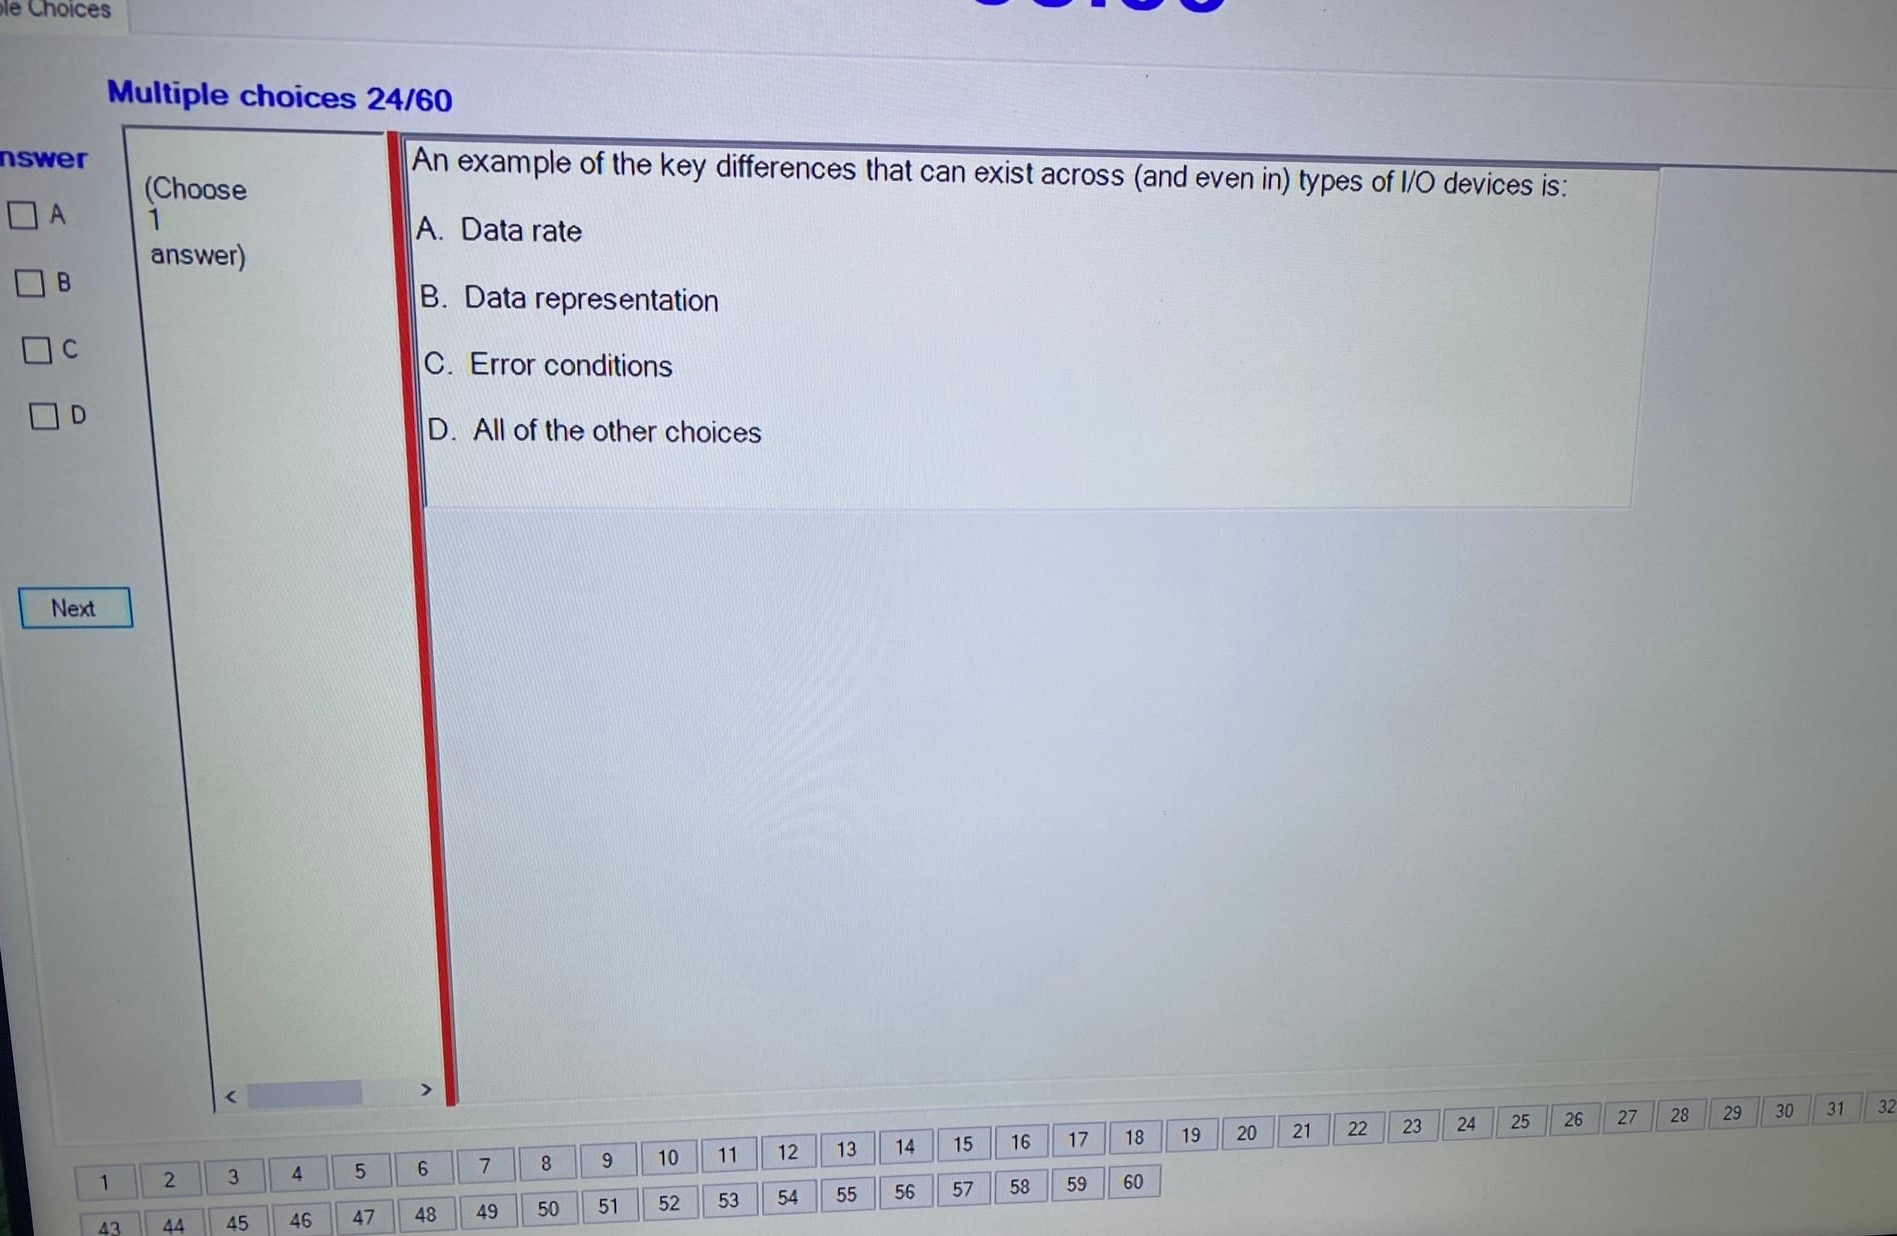 Choices
Multiple choices 24/60
A
B
C
D
(Choose
1
answer)
An example of the key differences that can exist across (and even in) types of I/O devices is:
A. Data rate
B. Data representation
C. Error conditions
D. All of the other choices
Next
< >
1 2 3 4 5 6 7 8 9 10 11 12 13 14 15 16 17 18 19 20 21 22 23 24 25 26 27 28 29 30 31 32
43 44 45 46 47 48 49 50 51 52 53 54 55 56 57 58 59 60